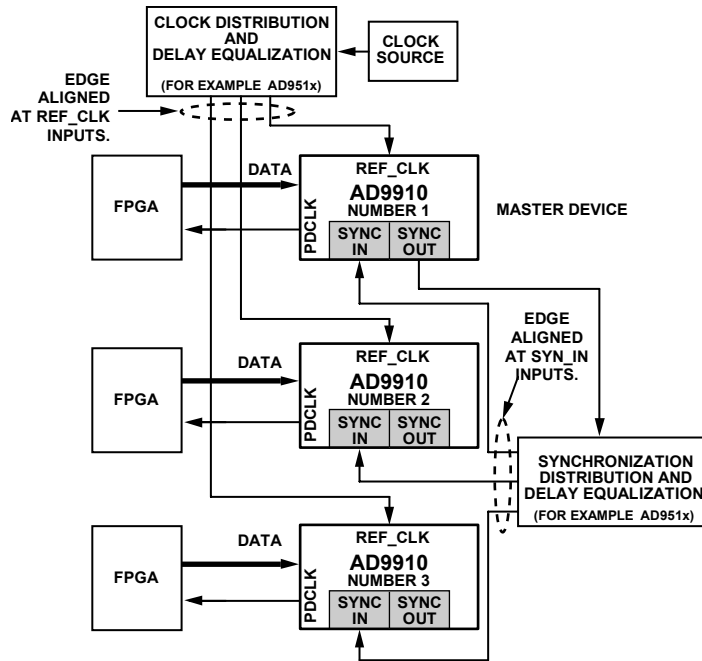 CLOCK DISTRIBUTION
AND
DELAY EQUALIZATION
(FOR EXAMPLE AD951x)
CLOCK
SOURCE
EDGE
ALIGNED
AT REF_CLK
INPUTS.
FPGA
DATA
PDCLK
REF_CLK
AD9910
NUMBER 1
SYNC
IN
SYNC
OUT
MASTER DEVICE
EDGE
ALIGNED
AT SYN_IN
INPUTS.
FPGA
DATA
PDCLK
REF_CLK
AD9910
NUMBER 2
SYNC
IN
SYNC
OUT
SYNCHRONIZATION
DISTRIBUTION AND
DELAY EQUALIZATION
(FOR EXAMPLE AD951x)
FPGA
DATA
PDCLK
REF_CLK
AD9910
NUMBER 3
SYNC
IN
SYNC
OUT